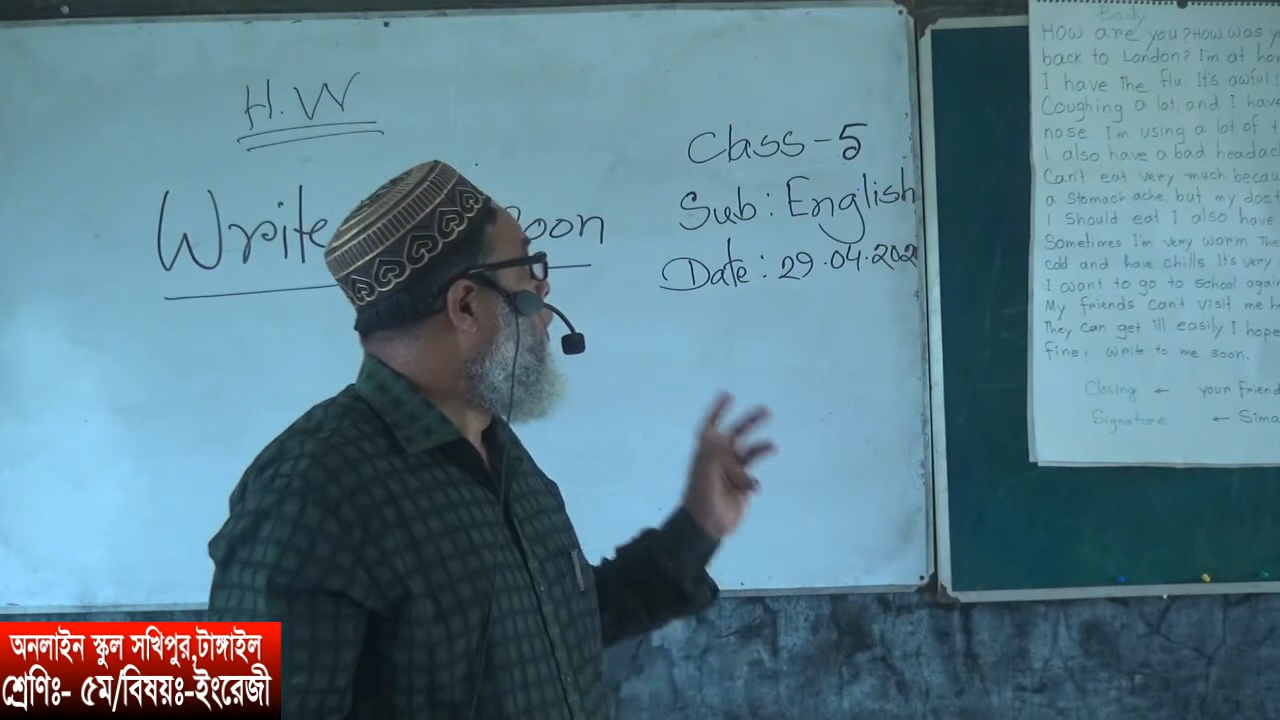 H.W
Write soon
Class - 5
Sub : English
Date : 29.04.202
Body
How are you? How was y
back to London? I'm at ho
I have The flu. It's awful
Coughing a lot. and I have
nose. I'm using a lot of
I also have a bad headac
Can't eat very much becau
a stomach ache. but my doc
I should eat I also have
Sometimes I'm very warm. The
cold and have chills. It's very
I want to go to school again
My friends can't visit me h
They can get ill easily. I hope
fine! write to me soon.
Closing ← your friend
Signature ← Sima
অনলাইন স্কুল সখিপুর,টাঙ্গাইল
শ্রেণিঃ- ৫ম/বিষয়ঃ-ইংরেজী